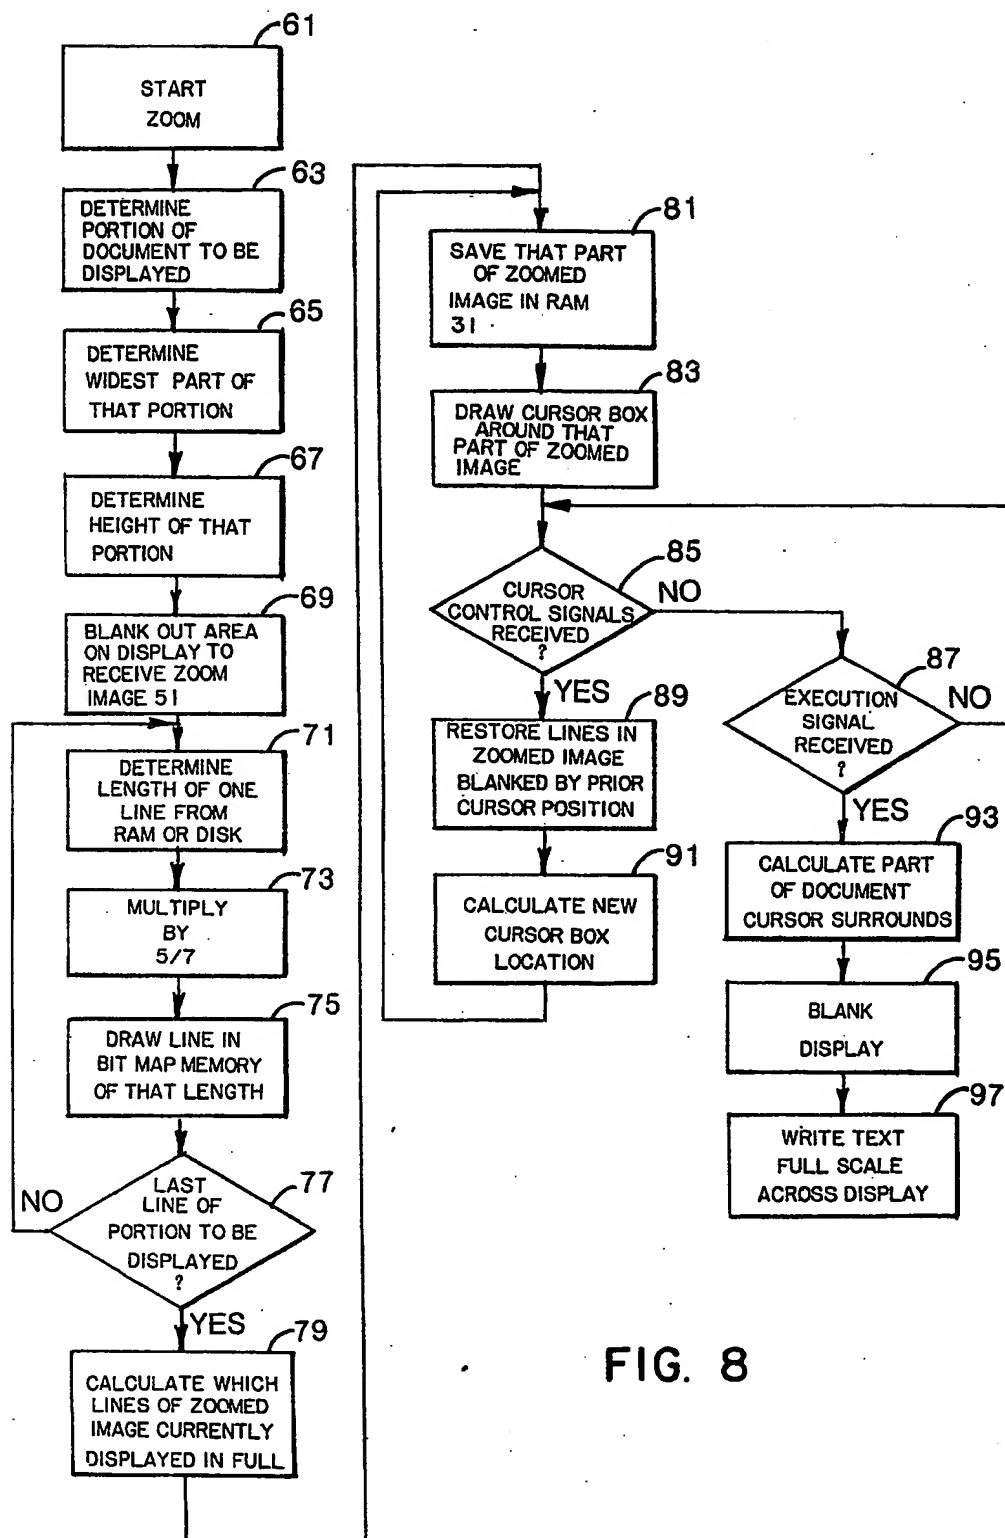 61
START
ZOOM
63
DETERMINE
PORTION OF
DOCUMENT TO BE
DISPLAYED
65
DETERMINE
WIDEST PART OF
THAT PORTION
67
DETERMINE
HEIGHT OF THAT
PORTION
69
BLANK OUT AREA
ON DISPLAY TO
RECEIVE ZOOM
IMAGE 51
71
DETERMINE
LENGTH OF ONE
LINE FROM
RAM OR DISK
73
MULTIPLY
BY
5/7
75
DRAW LINE IN
BIT MAP MEMORY
OF THAT LENGTH
77
LAST
LINE OF
PORTION TO BE
DISPLAYED
?
NO
YES
79
CALCULATE WHICH
LINES OF ZOOMED
IMAGE CURRENTLY
DISPLAYED IN FULL
81
SAVE THAT PART
OF ZOOMED
IMAGE IN RAM
31
83
DRAW CURSOR BOX
AROUND THAT
PART OF ZOOMED
IMAGE
85
CURSOR
CONTROL SIGNALS
RECEIVED
?
NO
YES
89
RESTORE LINES IN
ZOOMED IMAGE
BLANKED BY PRIOR
CURSOR POSITION
91
CALCULATE NEW
CURSOR BOX
LOCATION
87
EXECUTION
SIGNAL
RECEIVED
?
NO
YES
93
CALCULATE PART
OF DOCUMENT
CURSOR SURROUNDS
95
BLANK
DISPLAY
97
WRITE TEXT
FULL SCALE
ACROSS DISPLAY
FIG. 8